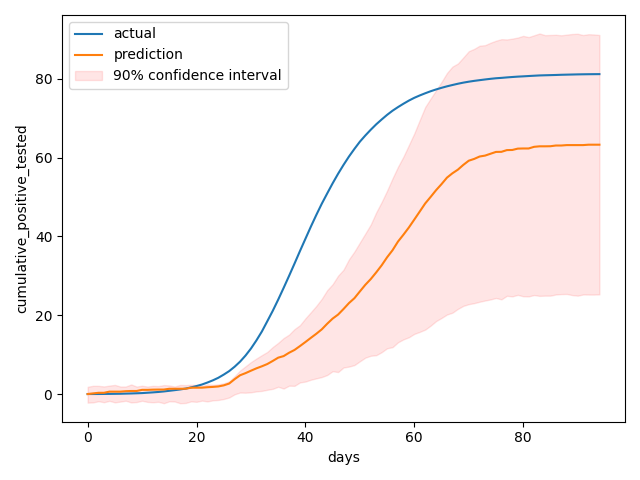 actual
prediction
90% confidence interval
80
60
40
20
0
cumulative_positive_tested
0 20 40 60 80
days